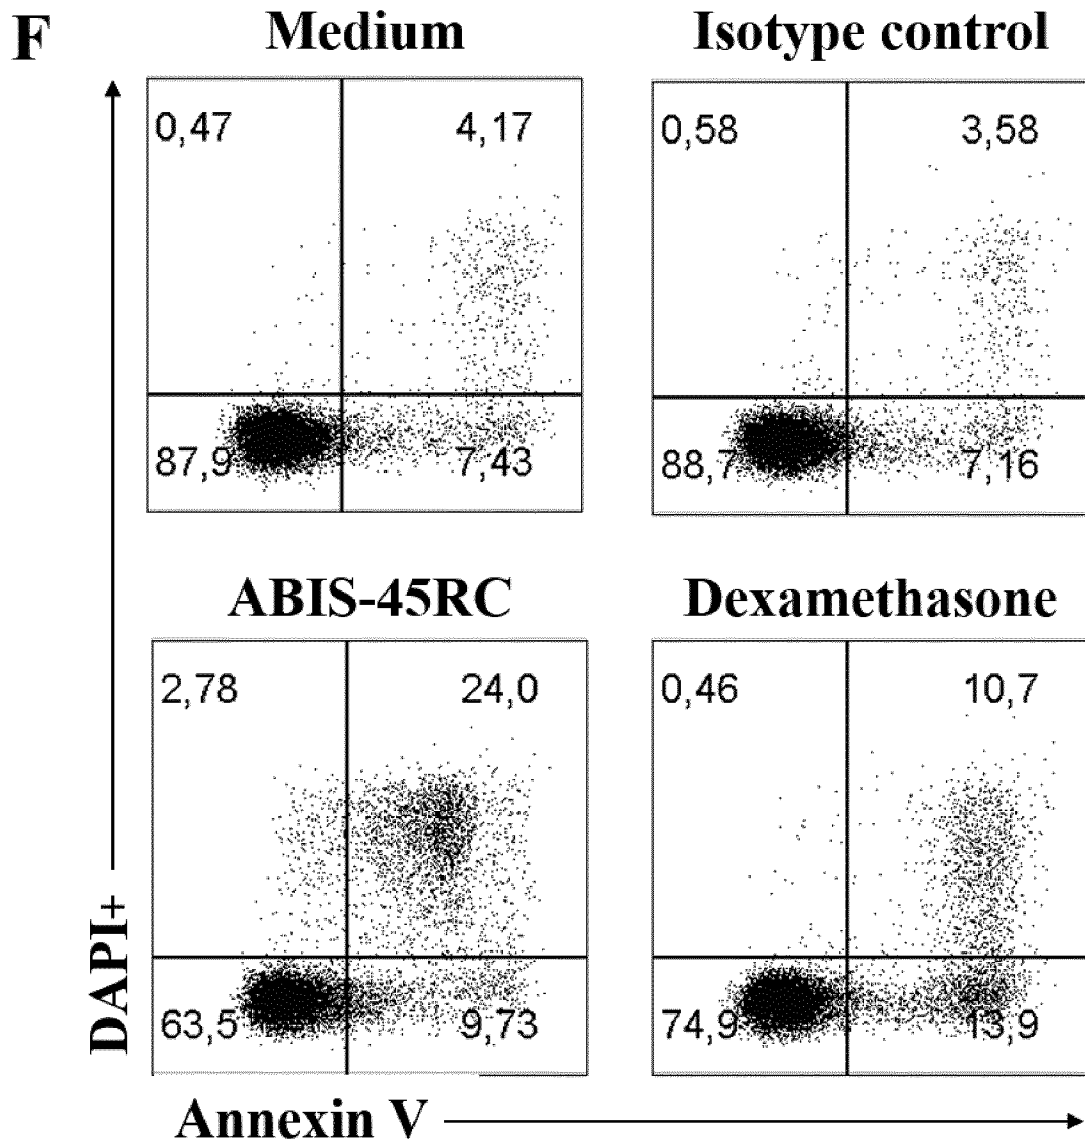 F
Medium
Isotype control
0,47
4,17
0,58
3,58
87,9
7,43
88,7
7,16
ABIS-45RC
Dexamethasone
2,78
24,0
0,46
10,7
63,5
9,73
74,9
13,9
DAPI+
Annexin V